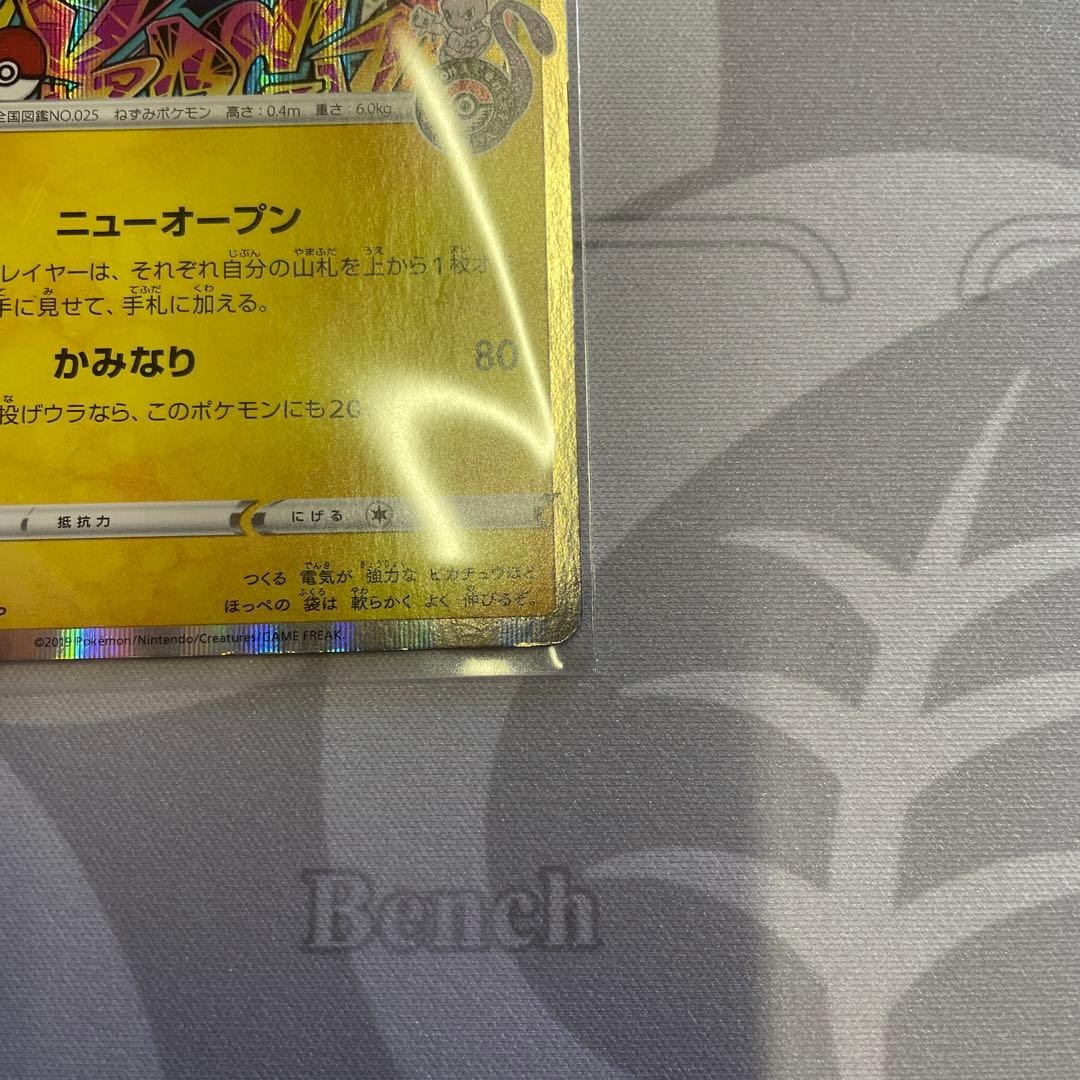 全国図鑑NO.025 ねずみポケモン 高さ:0.4m 重さ:6.0kg
ニューオープン
レイヤーは、それぞれ自分の山札を上から1枚オ
手に見せて、手札に加える。
かみなり 80
投げウラなら、このポケモンにも20
抵抗力 にげる
つくる 電気が 強力な ピカチュウほど
ほっぺの 袋は 軟らかく よく 伸びるぞ。
©2019 Pokémon/Nintendo/Creatures/GAME FREAK.
Bench